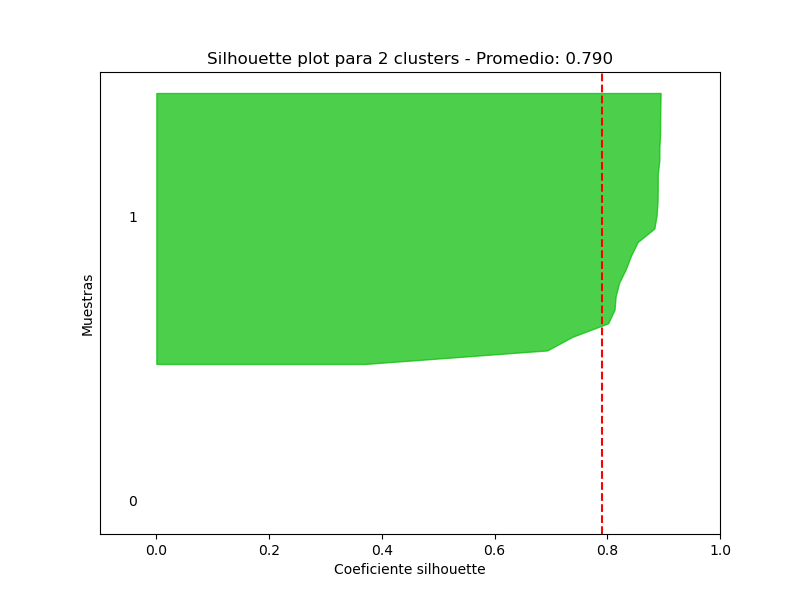 Silhouette plot para 2 clusters - Promedio: 0.790
1
Muestras
0
0.0 0.2 0.4 0.6 0.8 1.0
Coeficiente silhouette